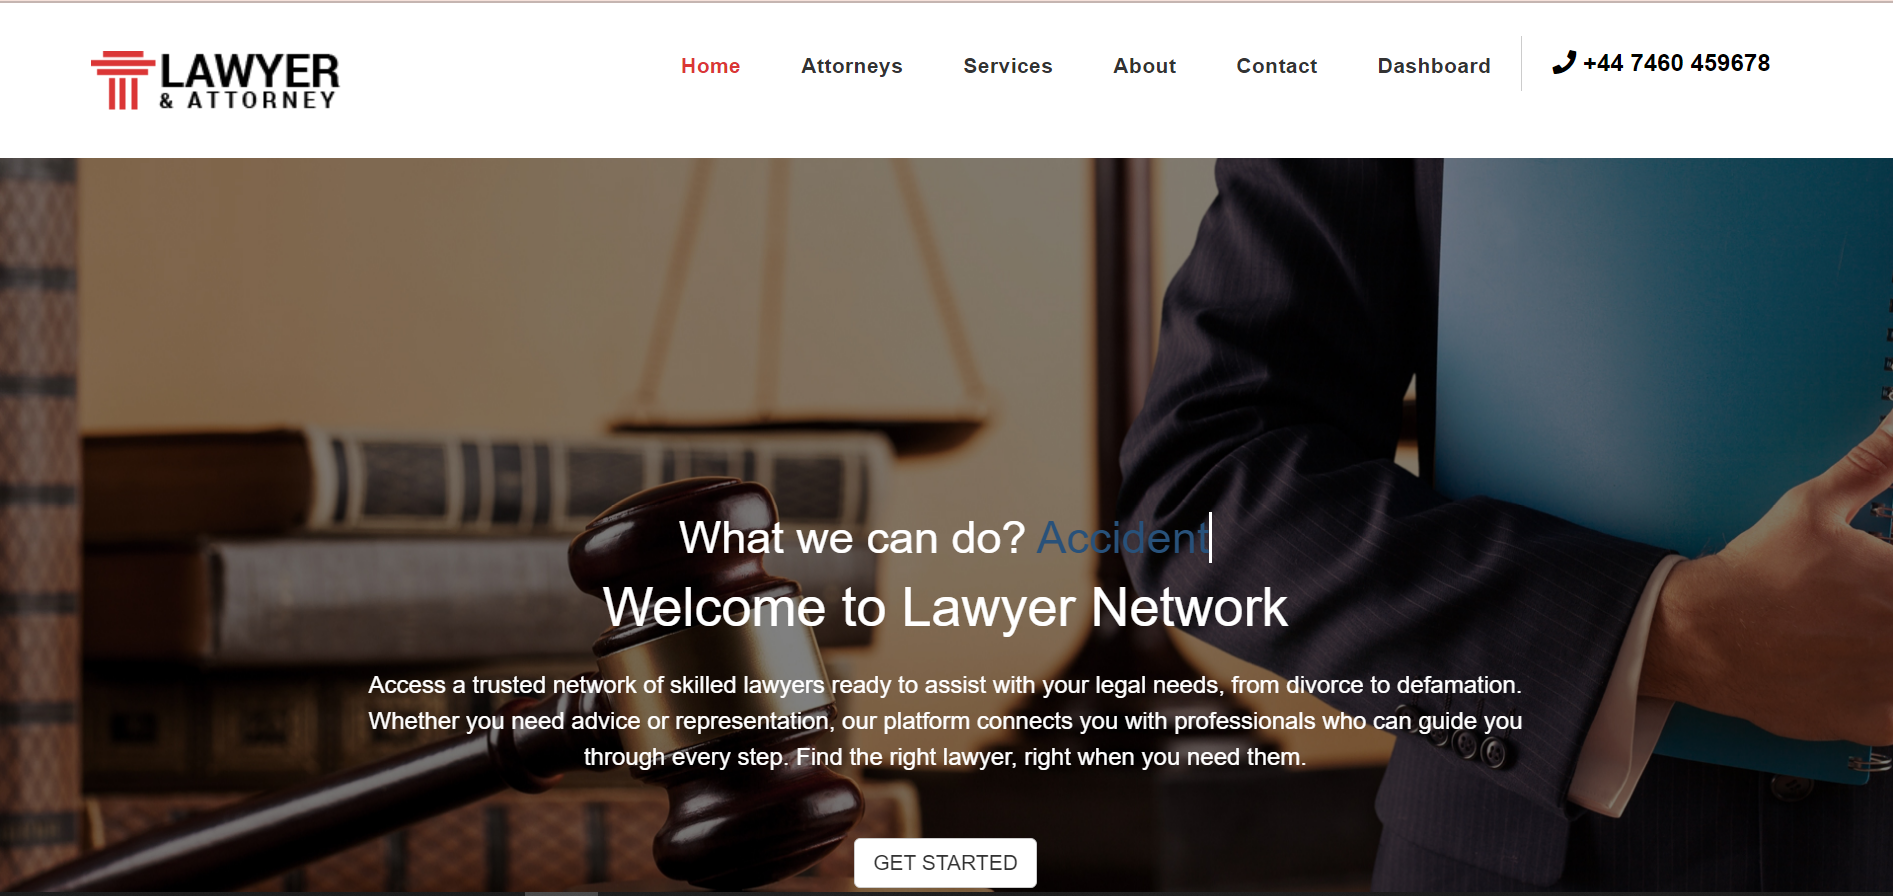 LAWYER
& ATTORNEY
Home Attorneys Services About Contact Dashboard +44 7460 459678
What we can do? Accident
Welcome to Lawyer Network
Access a trusted network of skilled lawyers ready to assist with your legal needs, from divorce to defamation.
Whether you need advice or representation, our platform connects you with professionals who can guide you
through every step. Find the right lawyer, right when you need them.
GET STARTED